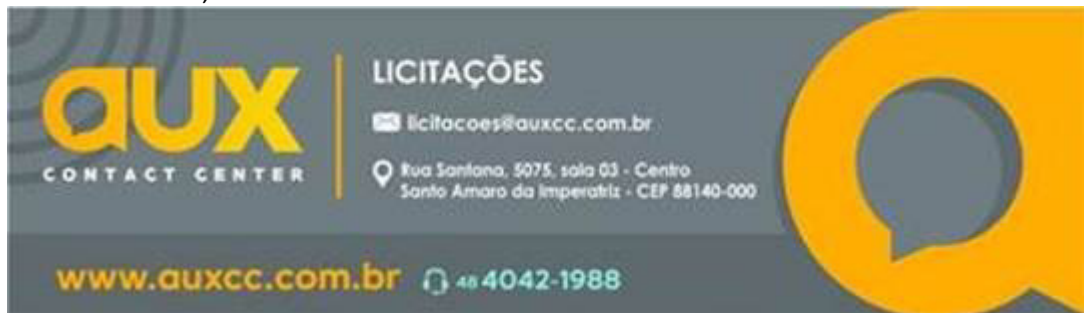 aux
CONTACT CENTER
LICITAÇÕES
licitacoes@auxcc.com.br
Rua Santana, 5075, sala 03 - Centro
Santo Amaro da Imperatriz - CEP 88140-000
www.auxcc.com.br 48 4042-1988